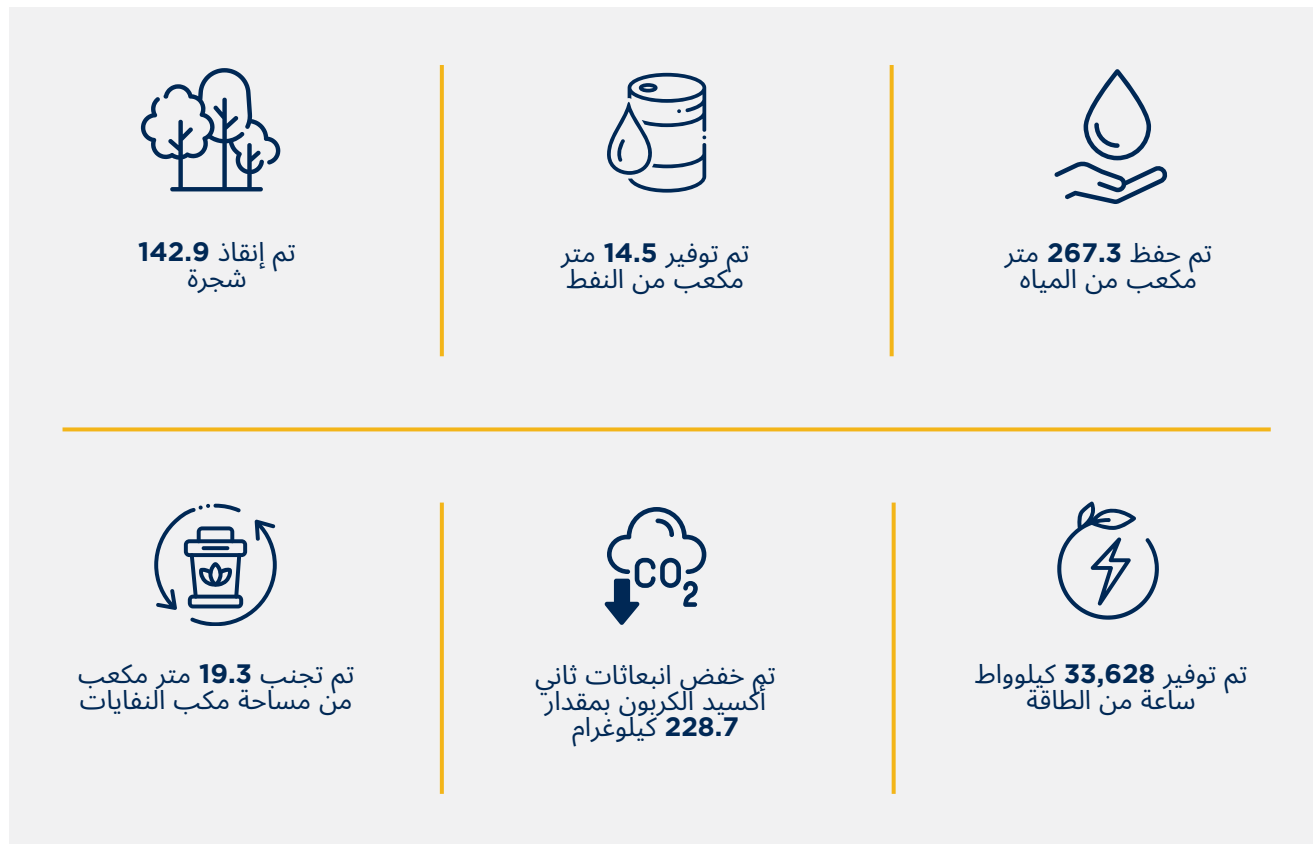 تم حفظ 267.3 متر
مكعب من المياه
تم توفير 14.5 متر
مكعب من النفط
تم إنقاذ 142.9
شجرة
تم توفير 33,628 كيلوواط
ساعة من الطاقة
CO2
تم خفض انبعاثات ثاني
أكسيد الكربون بمقدار
228.7 كيلوغرام
تم تجنب 19.3 متر مكعب
من مساحة مكب النفايات